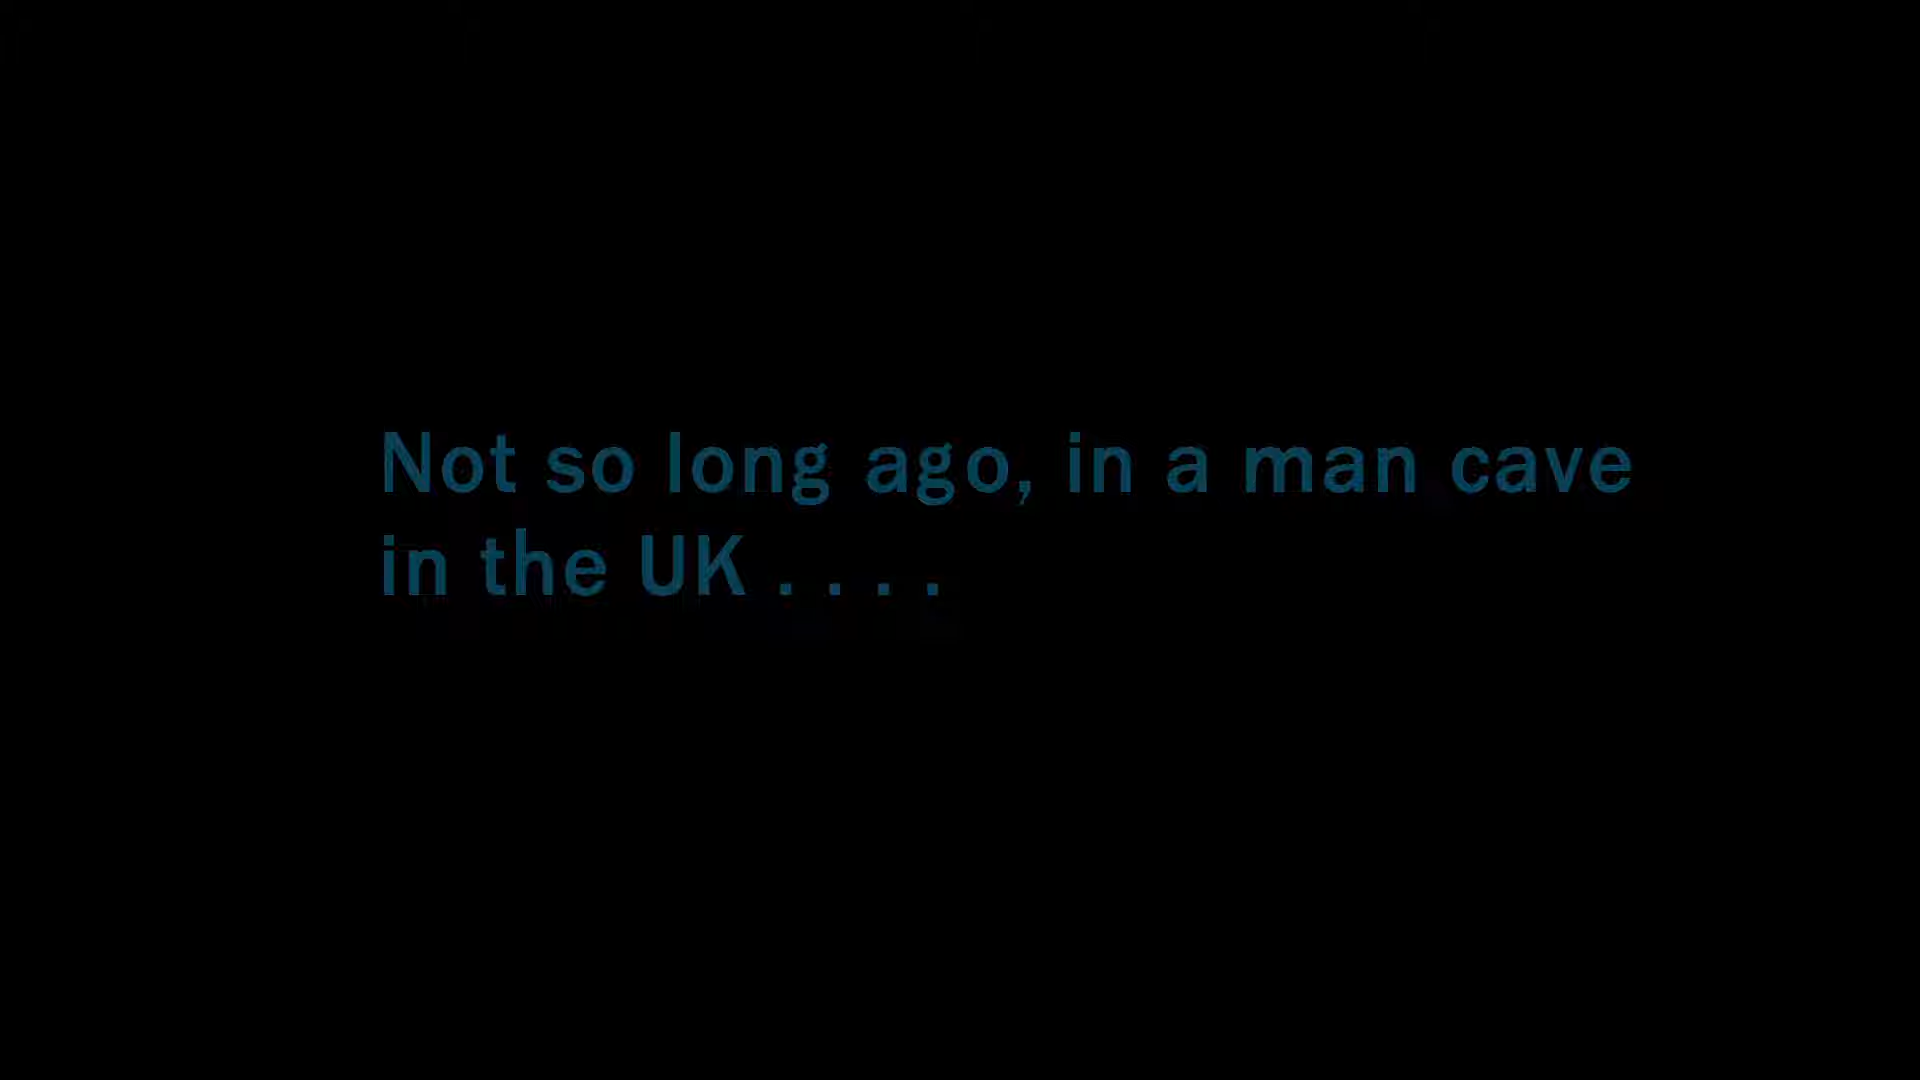 Not so long ago, in a man cave
in the UK . . . .